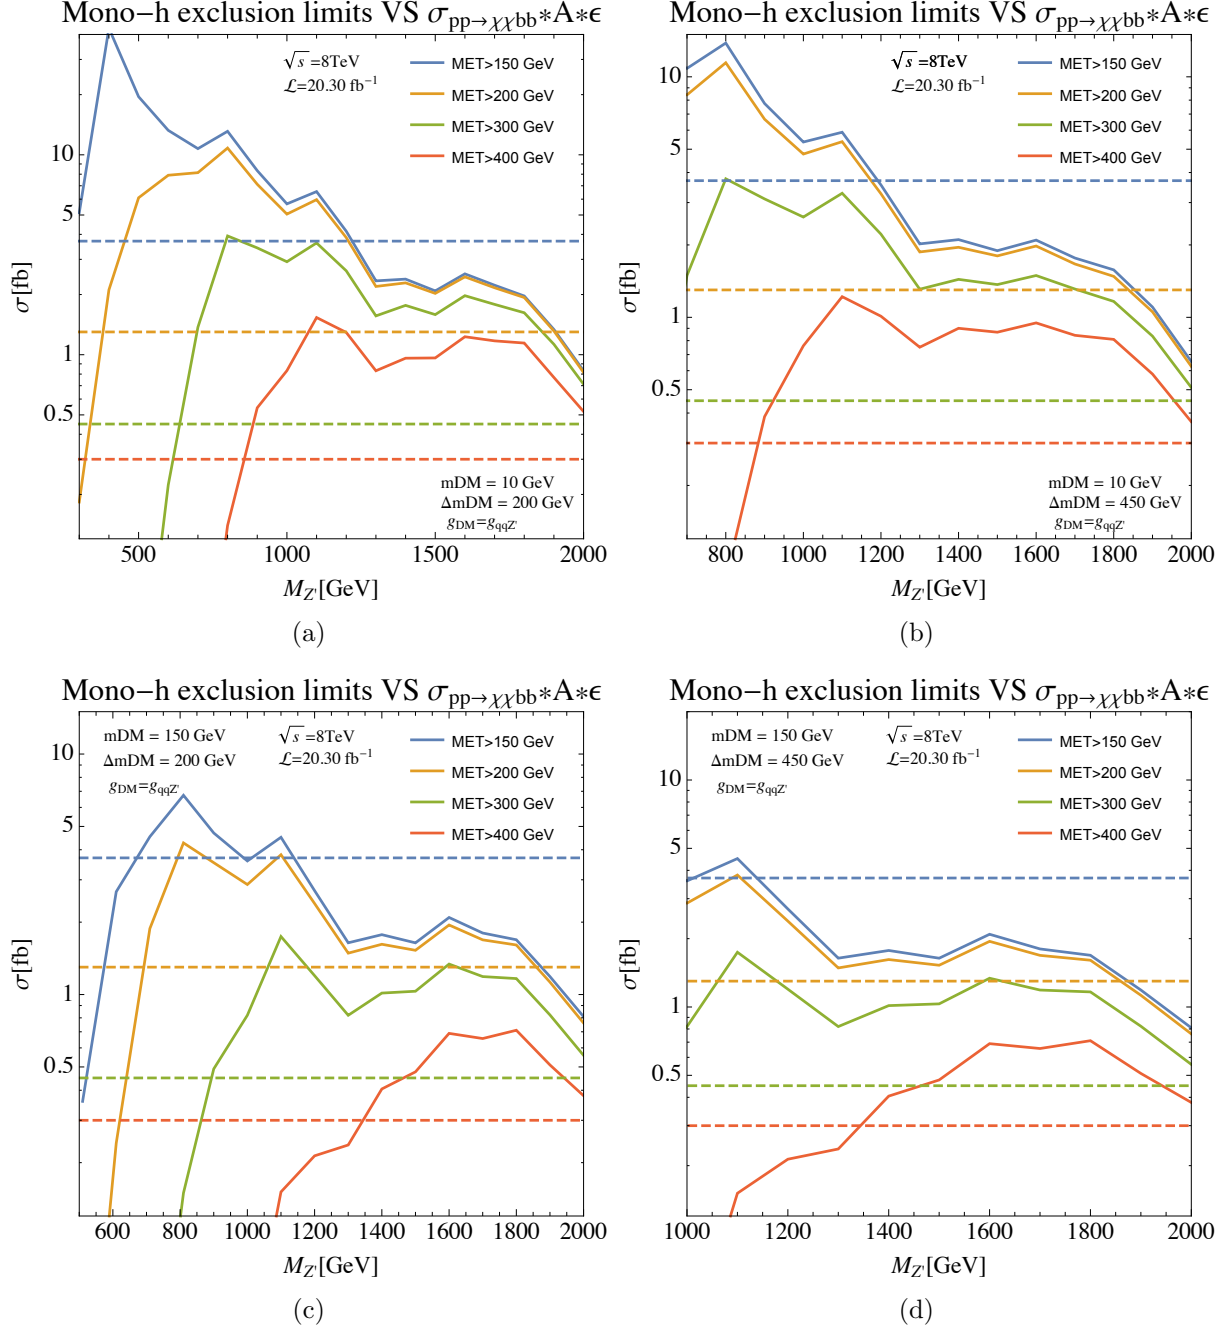 Mono-h exclusion limits VS σpp→χχbb*A*ϵ
√s =8TeV
ℒ=20.30 fb⁻¹
MET>150 GeV
MET>200 GeV
MET>300 GeV
MET>400 GeV
10
5
1
0.5
σ[fb]
mDM = 10 GeV
ΔmDM = 200 GeV
gDM=gqqZ'
500 1000 1500 2000
MZ'[GeV]
(a)
Mono-h exclusion limits VS σpp→χχbb*A*ϵ
√s =8TeV
ℒ=20.30 fb⁻¹
MET>150 GeV
MET>200 GeV
MET>300 GeV
MET>400 GeV
10
5
1
0.5
σ[fb]
mDM = 10 GeV
ΔmDM = 450 GeV
gDM=gqqZ'
800 1000 1200 1400 1600 1800 2000
MZ'[GeV]
(b)
Mono-h exclusion limits VS σpp→χχbb*A*ϵ
mDM = 150 GeV
ΔmDM = 200 GeV
gDM=gqqZ'
√s =8TeV
ℒ=20.30 fb⁻¹
MET>150 GeV
MET>200 GeV
MET>300 GeV
MET>400 GeV
10
5
1
0.5
σ[fb]
600 800 1000 1200 1400 1600 1800 2000
MZ'[GeV]
(c)
Mono-h exclusion limits VS σpp→χχbb*A*ϵ
mDM = 150 GeV
ΔmDM = 450 GeV
gDM=gqqZ'
√s =8TeV
ℒ=20.30 fb⁻¹
MET>150 GeV
MET>200 GeV
MET>300 GeV
MET>400 GeV
10
5
1
0.5
σ[fb]
1000 1200 1400 1600 1800 2000
MZ'[GeV]
(d)